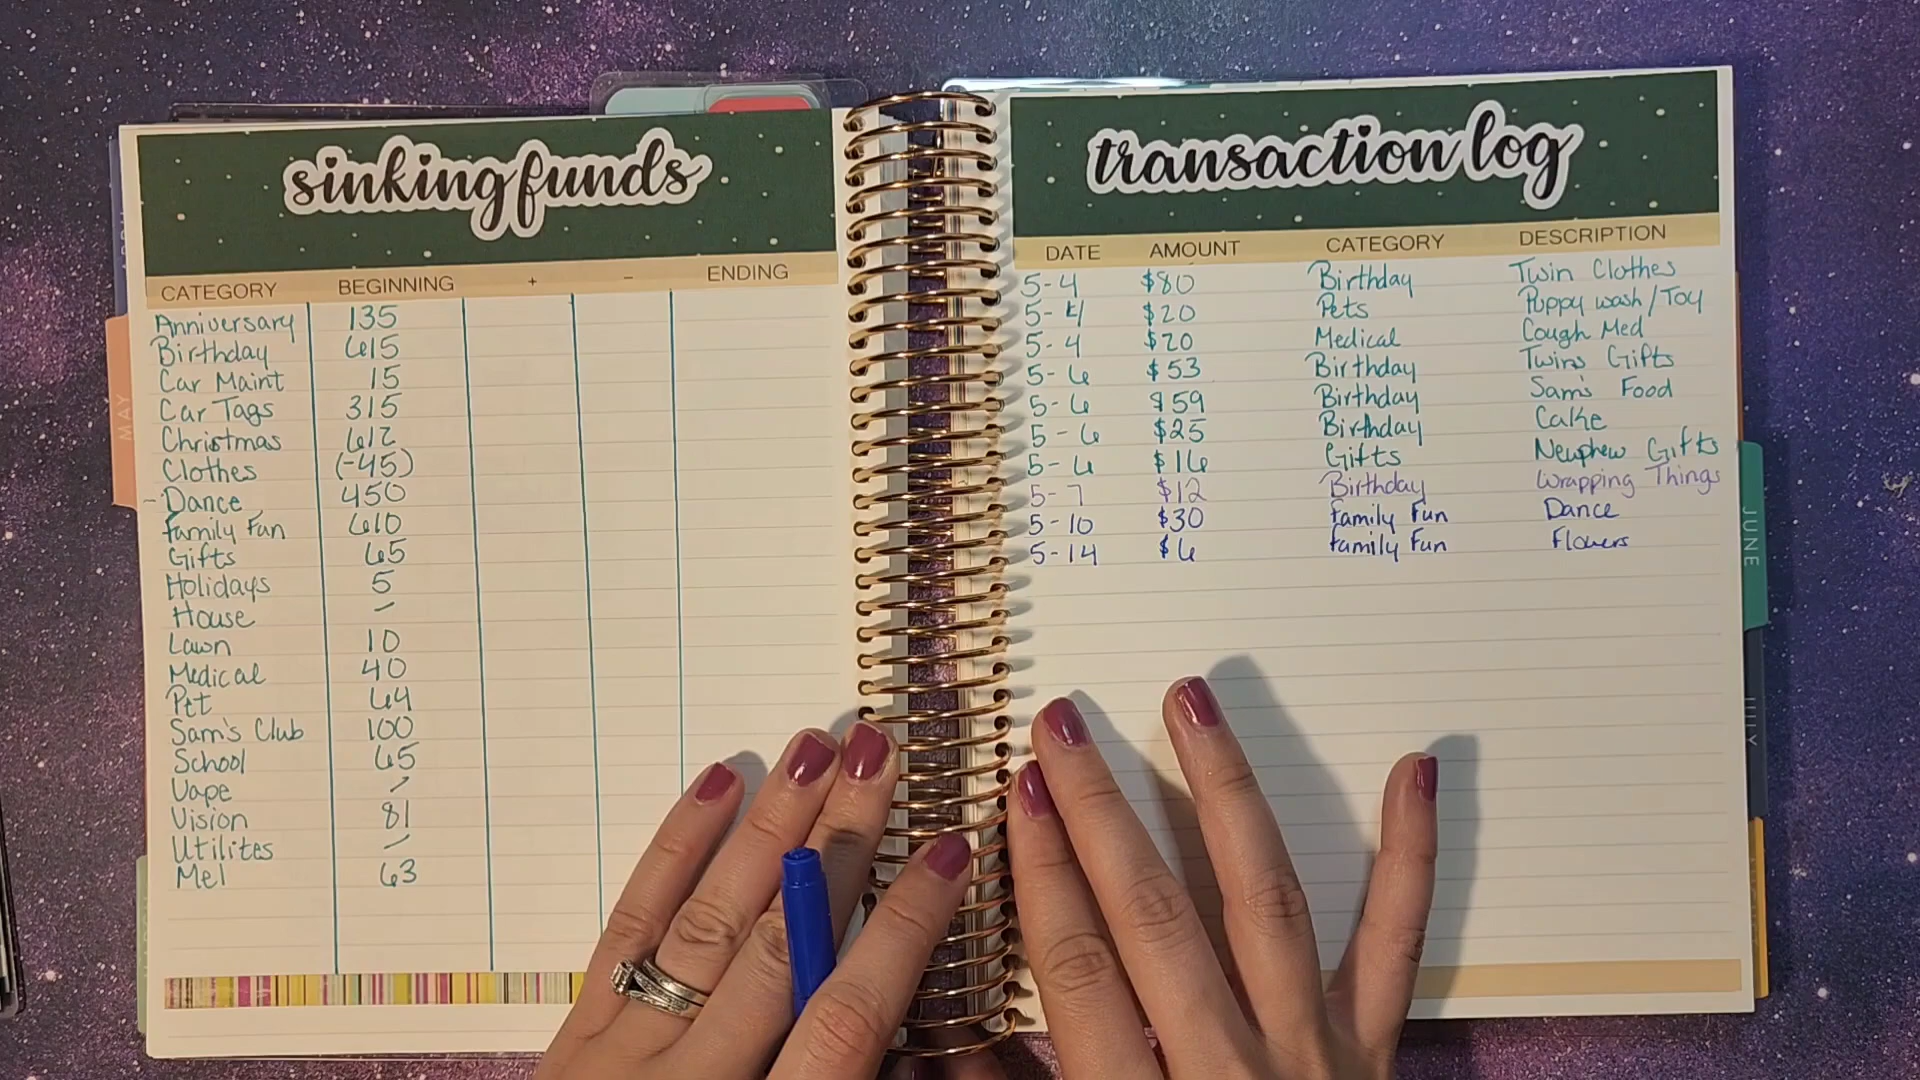 sinking funds
CATEGORY BEGINNING + - ENDING
Anniversary 135
Birthday 615
Car Maint 15
Car Tags 315
Christmas 612
Clothes (-45)
- Dance 450
Family Fun 610
Gifts 65
Holidays 5
House -
Lawn 10
Medical 40
Pet 64
Sam's Club 100
School 65
Vape -
Vision 81
Utilites -
Mel 63
transaction log
DATE AMOUNT CATEGORY DESCRIPTION
5-4 $80 Birthday Twin Clothes
5-4 $20 Pets Puppy wash/Toy
5-4 $20 Medical Cough Med
5-6 $53 Birthday Twins Gifts
5-6 $59 Birthday Sam's Food
5-6 $25 Birthday Cake
5-6 $16 Gifts Newphew Gifts
5-7 $12 Birthday Wrapping Things
5-10 $30 Family Fun Dance
5-14 $6 Family Fun Flowers
MAY
JUNE
JULY